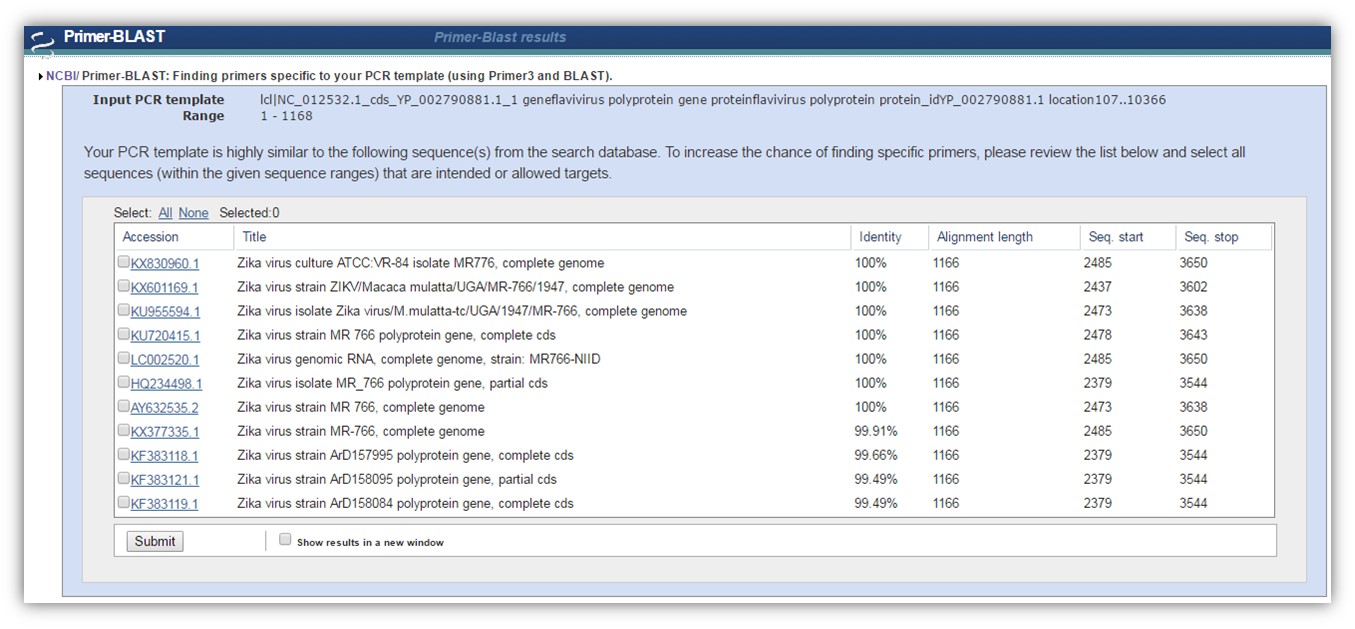 Primer-BLAST Primer-Blast results
NCBI/ Primer-BLAST: Finding primers specific to your PCR template (using Primer3 and BLAST).
Input PCR template lcl|NC_012532.1_cds_YP_002790881.1_1 geneflavivirus polyprotein gene proteinflavivirus polyprotein protein_idYP_002790881.1 location107..10366
Range 1 - 1168
Your PCR template is highly similar to the following sequence(s) from the search database. To increase the chance of finding specific primers, please review the list below and select all
sequences (within the given sequence ranges) that are intended or allowed targets.
Select: All None Selected:0
Accession Title Identity Alignment length Seq. start Seq. stop
KX830960.1 Zika virus culture ATCC:VR-84 isolate MR776, complete genome 100% 1166 2485 3650
KX601169.1 Zika virus strain ZIKV/Macaca mulatta/UGA/MR-766/1947, complete genome 100% 1166 2437 3602
KU955594.1 Zika virus isolate Zika virus/M.mulatta-tc/UGA/1947/MR-766, complete genome 100% 1166 2473 3638
KU720415.1 Zika virus strain MR 766 polyprotein gene, complete cds 100% 1166 2478 3643
LC002520.1 Zika virus genomic RNA, complete genome, strain: MR766-NIID 100% 1166 2485 3650
HQ234498.1 Zika virus isolate MR_766 polyprotein gene, partial cds 100% 1166 2379 3544
AY632535.2 Zika virus strain MR 766, complete genome 100% 1166 2473 3638
KX377335.1 Zika virus strain MR-766, complete genome 99.91% 1166 2485 3650
KF383118.1 Zika virus strain ArD157995 polyprotein gene, complete cds 99.66% 1166 2379 3544
KF383121.1 Zika virus strain ArD158095 polyprotein gene, partial cds 99.49% 1166 2379 3544
KF383119.1 Zika virus strain ArD158084 polyprotein gene, complete cds 99.49% 1166 2379 3544
Submit Show results in a new window